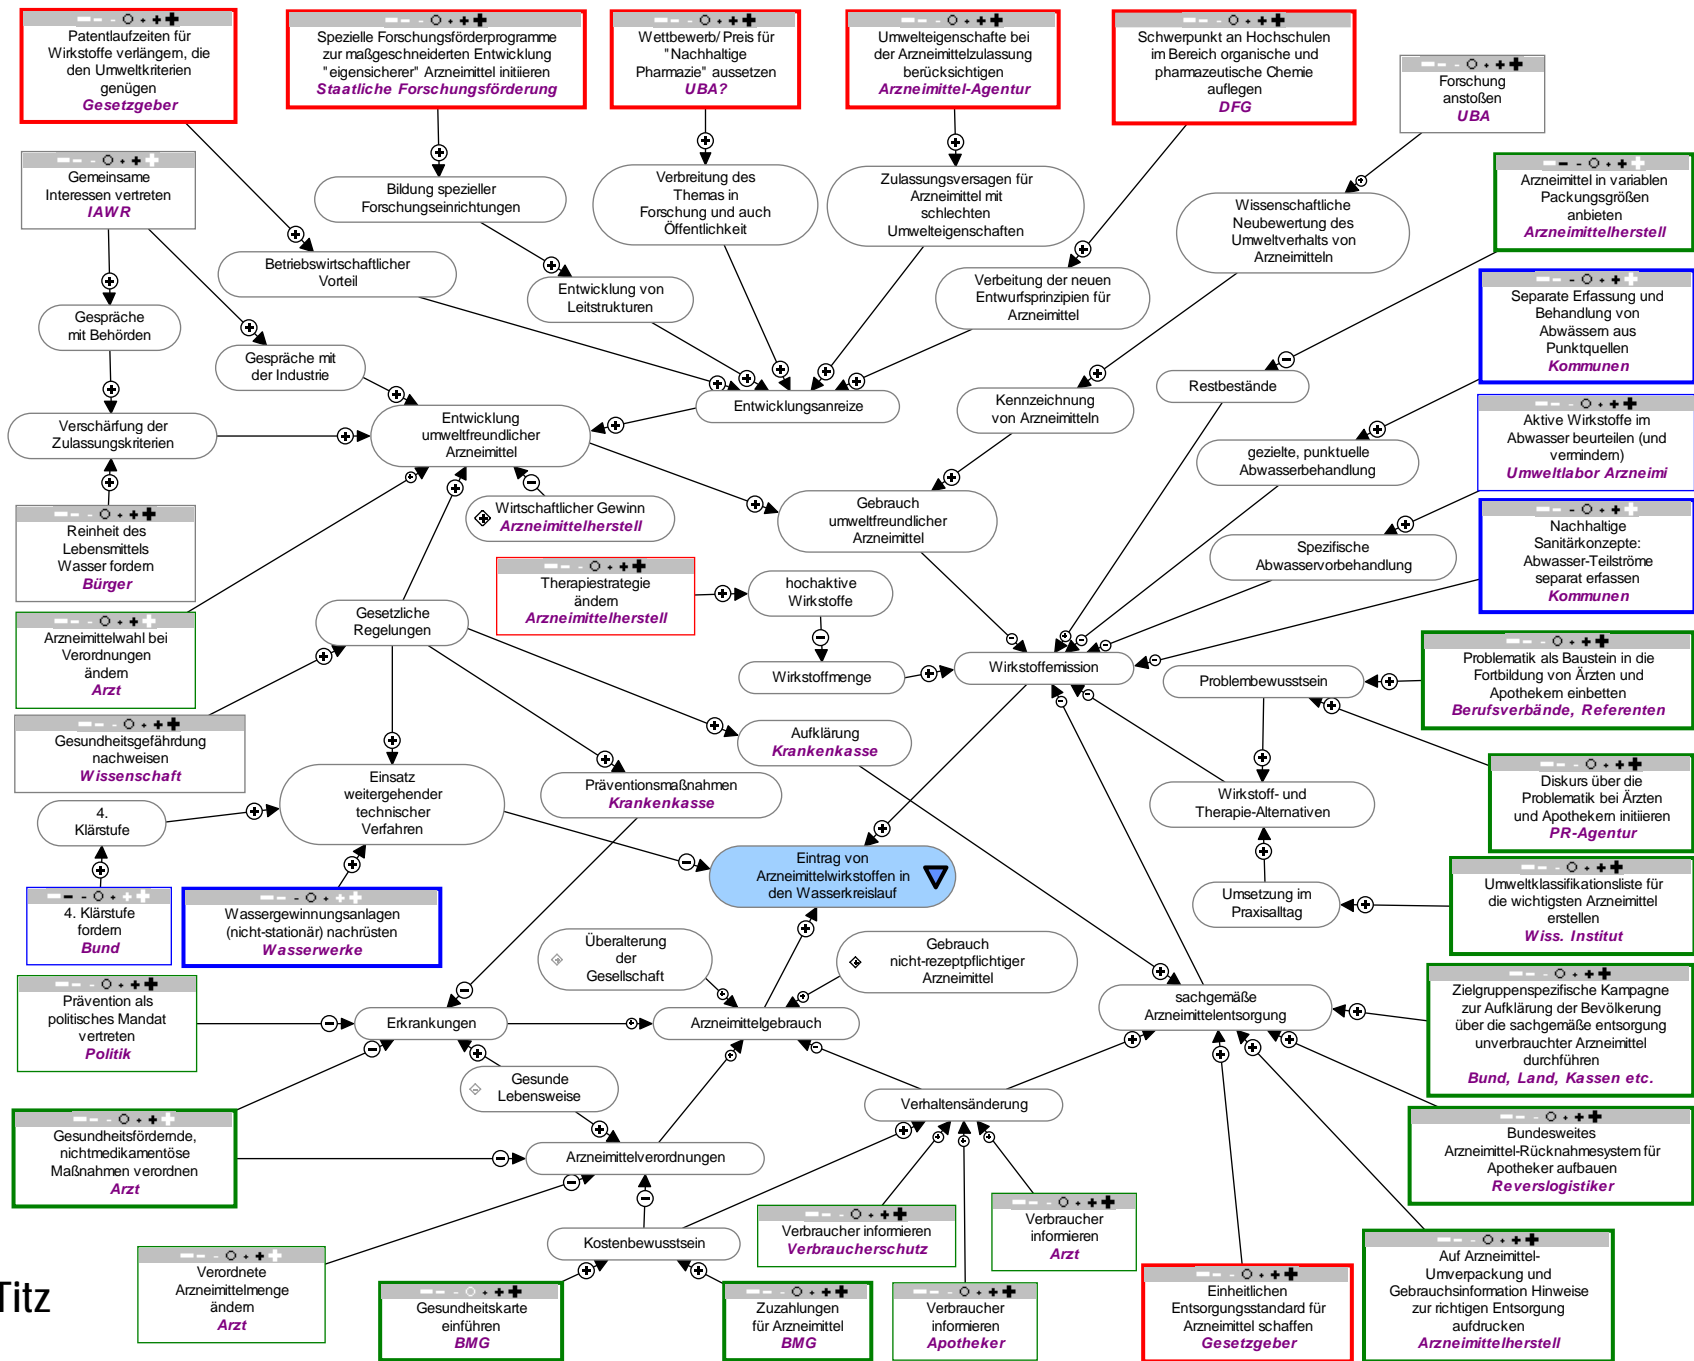 Patentlaufzeiten für
Wirkstoffe verlängern, die
den Umweltkriterien
genügen
Gesetzgeber
Spezielle Forschungsförderprogramme
zur maßgeschneiderten Entwicklung
"eigensicherer" Arzneimittel initiieren
Staatliche Forschungsförderung
Wettbewerb/ Preis für
"Nachhaltige
Pharmazie" aussetzen
UBA?
Umwelteigenschafte bei
der Arzneimittelzulassung
berücksichtigen
Arzneimittel-Agentur
Schwerpunkt an Hochschulen
im Bereich organische und
pharmazeutische Chemie
auflegen
DFG
Forschung
anstoßen
UBA
Gemeinsame
Interessen vertreten
IAWR
Bildung spezieller
Forschungseinrichtungen
Verbreitung des
Themas in
Forschung und auch
Öffentlichkeit
Zulassungsversagen für
Arzneimittel mit
schlechten
Umwelteigenschaften
Wissenschaftliche
Neubewertung des
Umweltverhalts von
Arzneimitteln
Arzneimittel in variablen
Packungsgrößen
anbieten
Arzneimittelherstell
Betriebswirtschaftlicher
Vorteil
Entwicklung von
Leitstrukturen
Verbeitung der neuen
Entwurfsprinzipien für
Arzneimittel
Separate Erfassung und
Behandlung von
Abwässern aus
Punktquellen
Kommunen
Gespräche
mit Behörden
Gespräche mit
der Industrie
Restbestände
Entwicklungsanreize
Kennzeichnung
von Arzneimitteln
Verschärfung der
Zulassungskriterien
Entwicklung
umweltfreundlicher
Arzneimittel
gezielte, punktuelle
Abwasserbehandlung
Aktive Wirkstoffe im
Abwasser beurteilen (und
vermindern)
Umweltlabor Arzneimi
Wirtschaftlicher Gewinn
Arzneimittelherstell
Gebrauch
umweltfreundlicher
Arzneimittel
Reinheit des
Lebensmittels
Wasser fordern
Bürger
Spezifische
Abwasservorbehandlung
Nachhaltige
Sanitärkonzepte:
Abwasser-Teilströme
separat erfassen
Kommunen
Therapiestrategie
ändern
Arzneimittelherstell
hochaktive
Wirkstoffe
Gesetzliche
Regelungen
Arzneimittelwahl bei
Verordnungen
ändern
Arzt
Wirkstoffmenge
Wirkstoffemission
Problembewusstsein
Problematik als Baustein in die
Fortbildung von Ärzten und
Apothekern einbetten
Berufsverbände, Referenten
Gesundheitsgefährdung
nachweisen
Wissenschaft
Aufklärung
Krankenkasse
Einsatz
weitergehender
technischer
Verfahren
Präventionsmaßnahmen
Krankenkasse
Wirkstoff- und
Therapie-Alternativen
Diskurs über die
Problematik bei Ärzten
und Apothekern initiieren
PR-Agentur
4.
Klärstufe
Eintrag von
Arzneimittelwirkstoffen in
den Wasserkreislauf
Umsetzung im
Praxisalltag
Umweltklassifikationsliste für
die wichtigsten Arzneimittel
erstellen
Wiss. Institut
4. Klärstufe
fordern
Bund
Wassergewinnungsanlagen
(nicht-stationär) nachrüsten
Wasserwerke
Überalterung
der
Gesellschaft
Gebrauch
nicht-rezeptpflichtiger
Arzneimittel
Prävention als
politisches Mandat
vertreten
Politik
Erkrankungen
Arzneimittelgebrauch
sachgemäße
Arzneimittelentsorgung
Zielgruppenspezifische Kampagne
zur Aufklärung der Bevölkerung
über die sachgemäße entsorgung
unverbrauchter Arzneimittel
durchführen
Bund, Land, Kassen etc.
Gesunde
Lebensweise
Verhaltensänderung
Gesundheitsfördernde,
nichtmedikamentöse
Maßnahmen verordnen
Arzt
Arzneimittelverordnungen
Bundesweites
Arzneimittel-Rücknahmesystem für
Apotheker aufbauen
Reverslogistiker
Verbraucher informieren
Verbraucherschutz
Verbraucher
informieren
Arzt
Kostenbewusstsein
Verordnete
Arzneimittelmenge
ändern
Arzt
Auf Arzneimittel-
Umverpackung und
Gebrauchsinformation Hinweise
zur richtigen Entsorgung
aufdrucken
Arzneimittelherstell
Titz
Gesundheitskarte
einführen
BMG
Zuzahlungen
für Arzneimittel
BMG
Verbraucher
informieren
Apotheker
Einheitlichen
Entsorgungsstandard für
Arzneimittel schaffen
Gesetzgeber